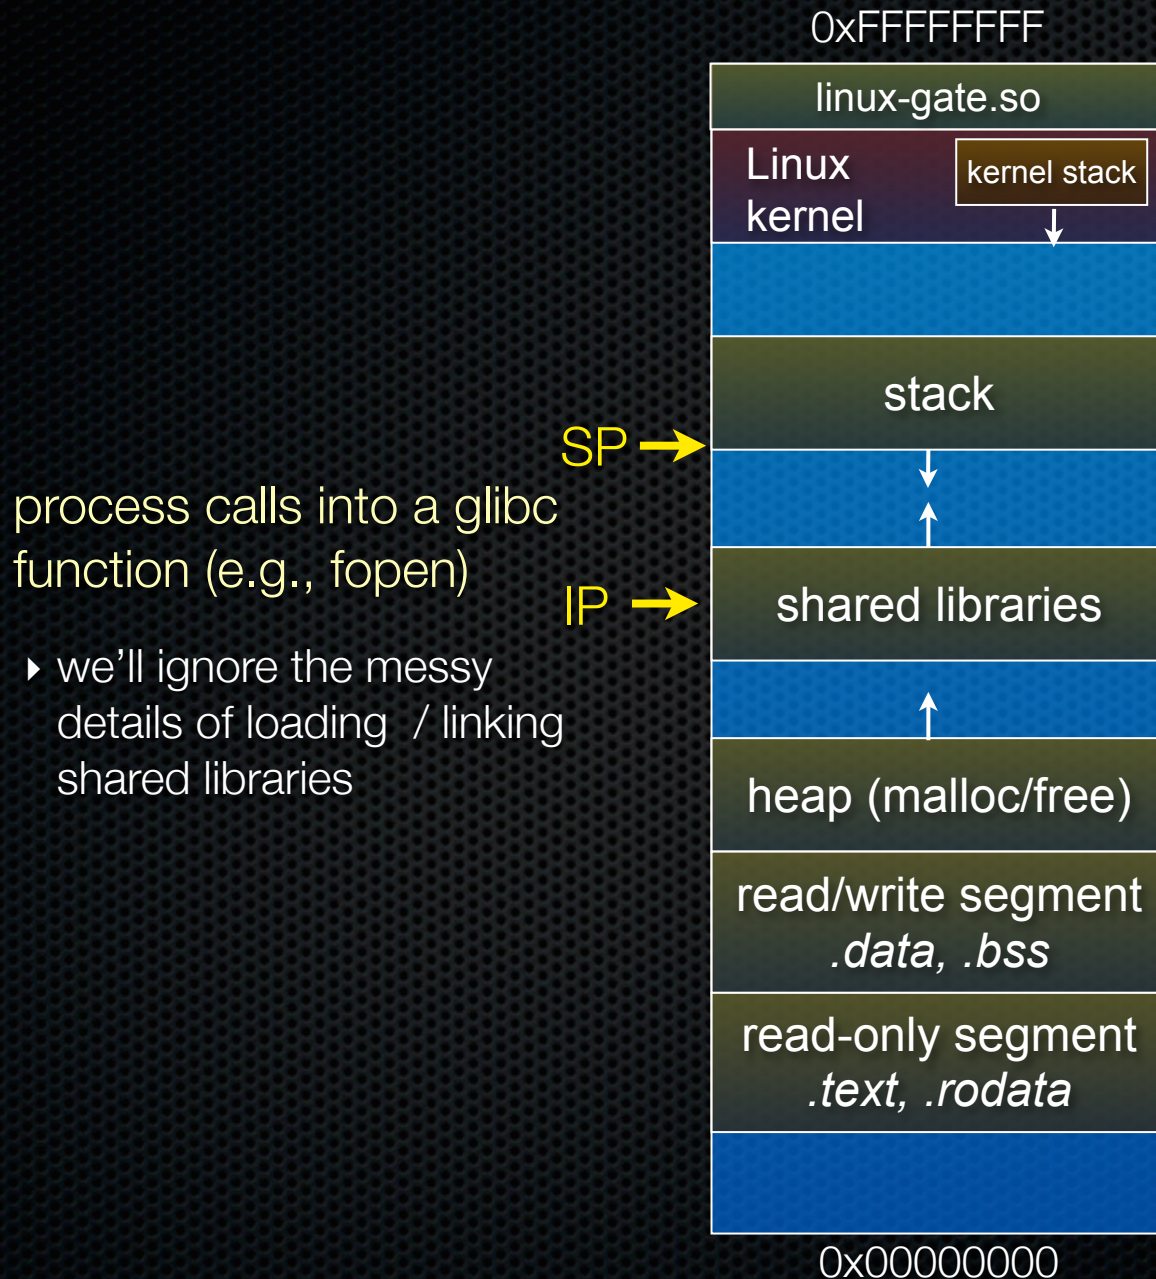 process calls into a glibc
function (e.g., fopen)
▸ we’ll ignore the messy
details of loading  / linking
shared libraries
0xFFFFFFFF
linux-gate.so
Linux
kernel
kernel stack
stack
SP
IP
shared libraries
heap (malloc/free)
read/write segment
.data, .bss
read-only segment
.text, .rodata
0x00000000